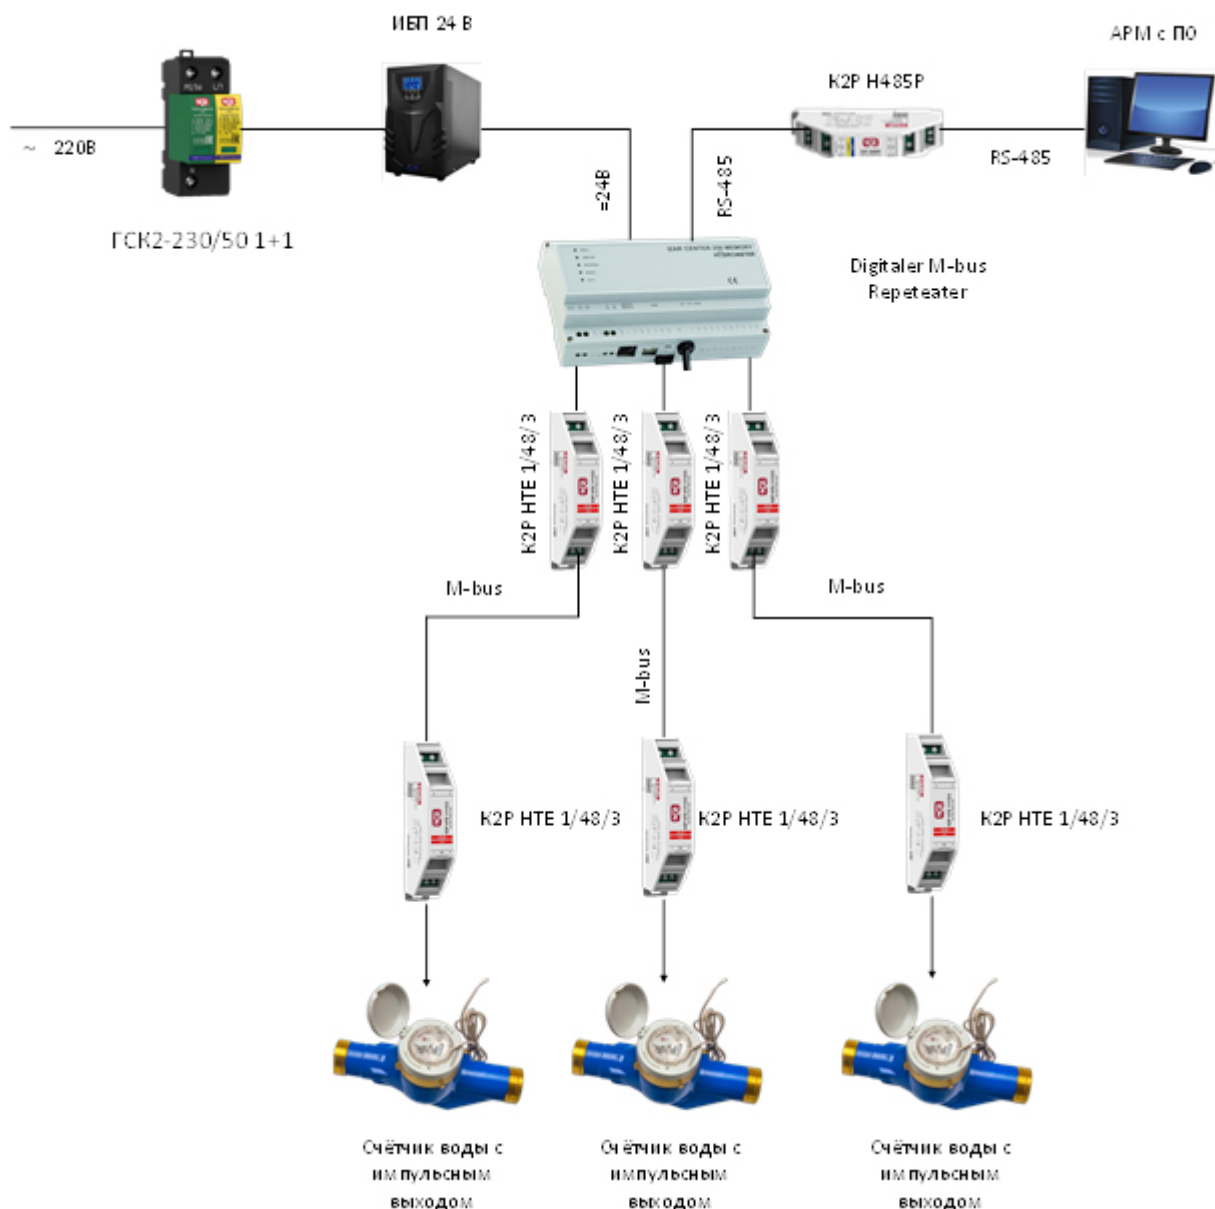 ИБП 24 В
АРМ с ПО
К2Р Н485Р
~ 220В
RS-485
=24В
RS-485
ГСК2-230/50 1+1
Digitaler M-bus
Repeteater
К2Р НТЕ 1/48/3
К2Р НТЕ 1/48/3
К2Р НТЕ 1/48/3
M-bus
M-bus
M-bus
К2Р НТЕ 1/48/3
К2Р НТЕ 1/48/3
К2Р НТЕ 1/48/3
Счётчик воды с
импульсным
выходом
Счётчик воды с
импульсным
выходом
Счётчик воды с
импульсным
выходом